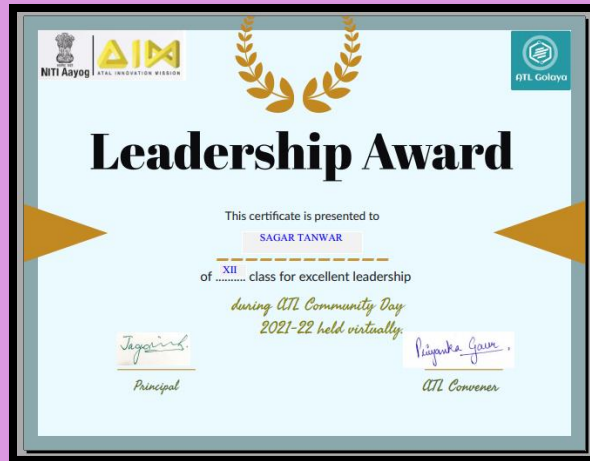 NITI Aayog
AIM
ATAL INNOVATION MISSION
ATL Golaya
Leadership Award
This certificate is presented to
SAGAR TANWAR
of XII .......... class for excellent leadership
during ATL Community Day
2021-22 held virtually.
Priyanka Gaur.
Principal
ATL Convener